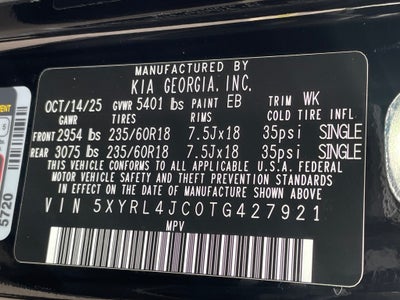 MANUFACTURED BY
KIA GEORGIA, INC.
OCT/14/25 GVWR 5401 lbs PAINT EB TRIM WK
GAWR TIRES RIMS COLD TIRE INFL
FRONT 2954 lbs 235/60R18 7.5Jx18 35psi SINGLE
REAR 3075 lbs 235/60R18 7.5Jx18 35psi SINGLE
THIS VEHICLE CONFORMS TO ALL APPLICABLE U.S.A. FEDERAL
MOTOR VEHICLE SAFETY AND THEFT PREVENTION STANDARDS
IN EFFECT ON THE DATE OF MANUFACTURE SHOWN ABOVE.
VIN 5XYRL4JC0TG427921
MPV
5720